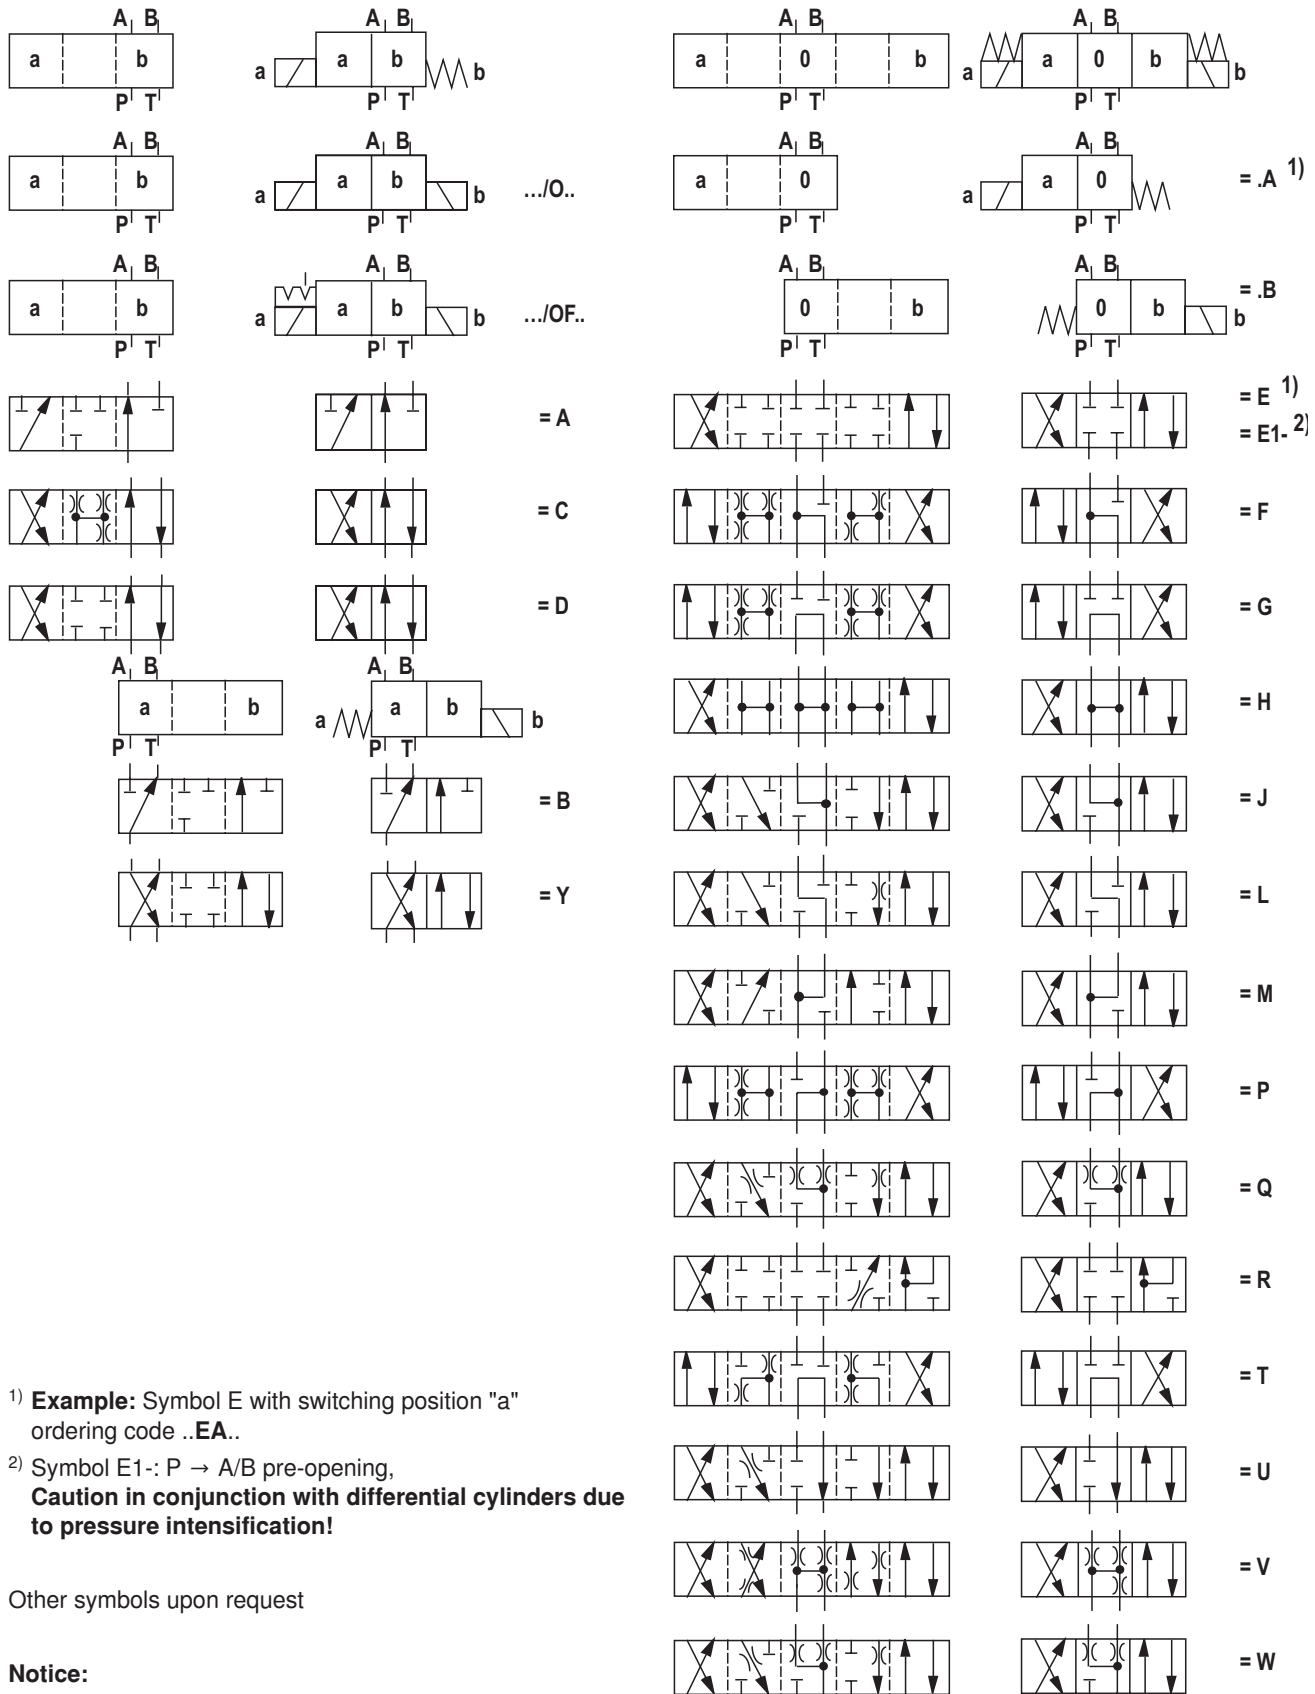 A B
a b
P T
A B
a a b b
P T
A B
a 0 b
P T
A B
a a 0 b b
P T
A B
a b
P T
A B
a a b b
P T
.../O..
A B
a 0
P T
A B
a a 0
P T
= .A 1)
A B
a b
P T
A B
a a b b
P T
.../OF..
A B
0 b
P T
A B
0 b b
P T
= .B
= A
= C
= D
A B
a b
P T
A B
a a b b
P T
= B
= Y
= E 1)
= E1- 2)
= F
= G
= H
= J
= L
= M
= P
= Q
= R
= T
= U
= V
= W
1) Example: Symbol E with switching position "a"
ordering code ..EA..
2) Symbol E1-: P → A/B pre-opening,
Caution in conjunction with differential cylinders due
to pressure intensification!
Other symbols upon request
Notice: